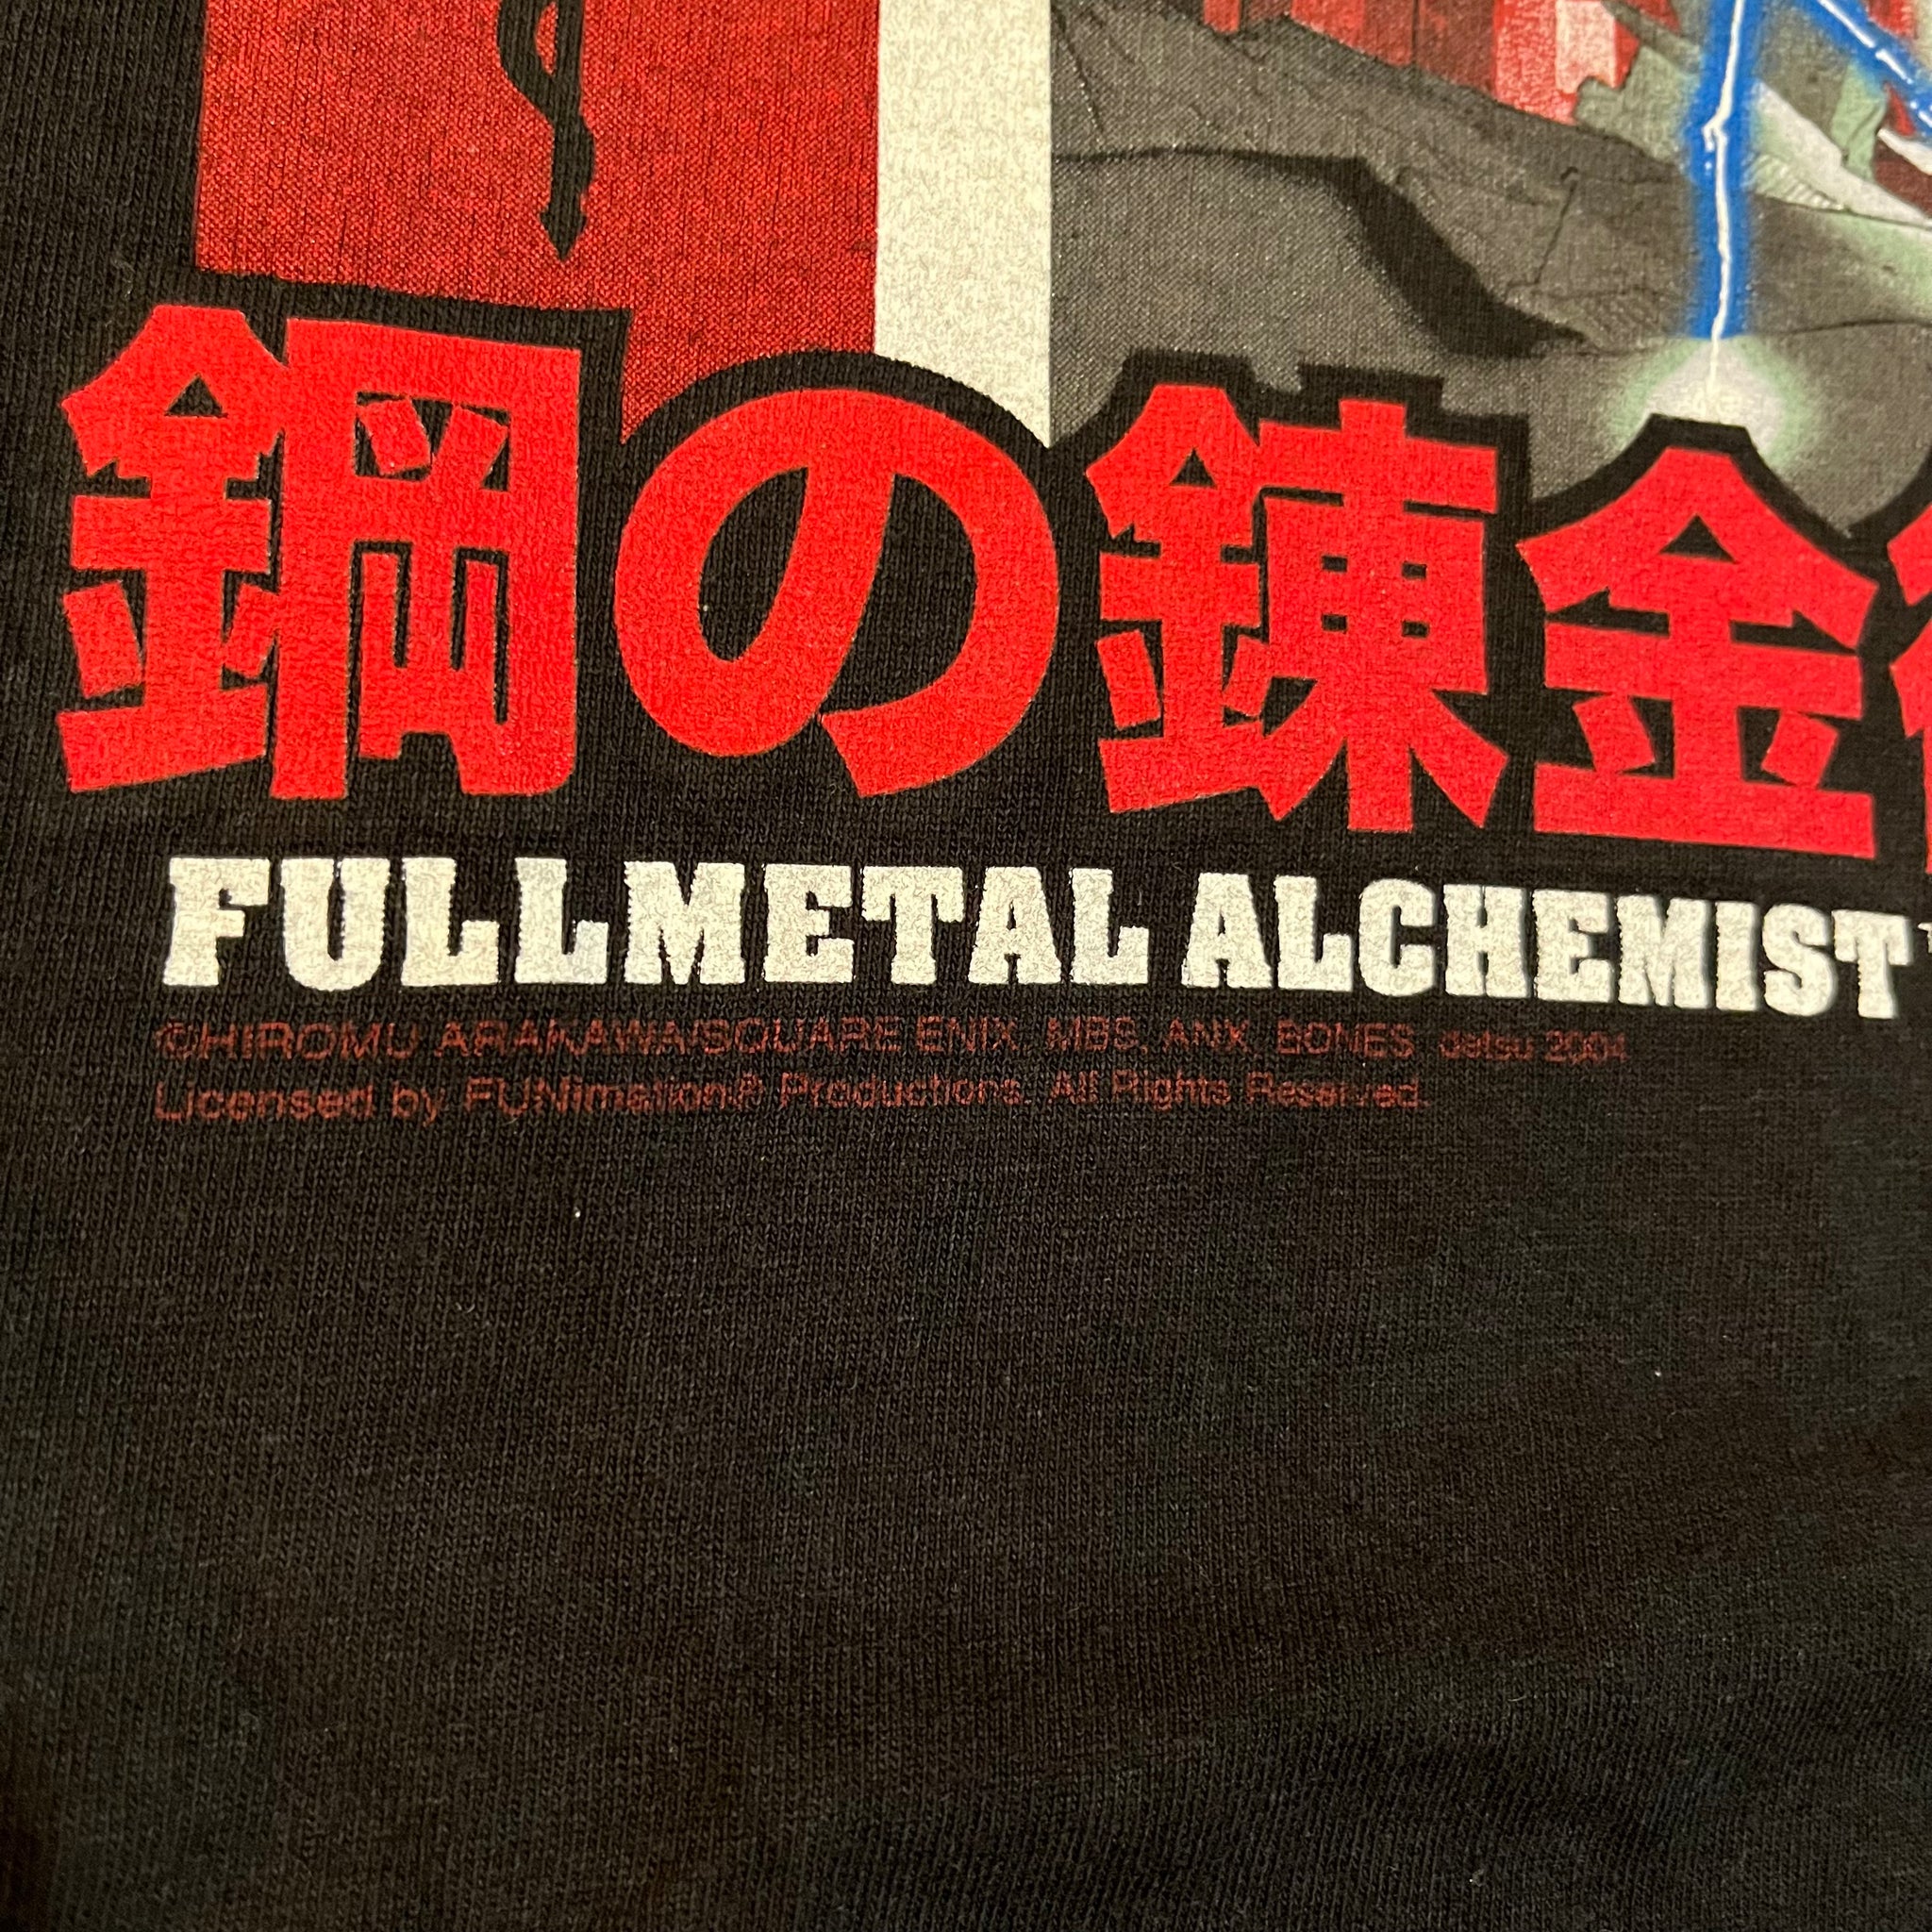 鋼の錬金
FULLMETAL ALCHEMIST
©HIROMU ARAKAWA/SQUARE ENIX, MBS, ANX, BONES, 2004
Licensed by FUNimation® Productions. All Rights Reserved.